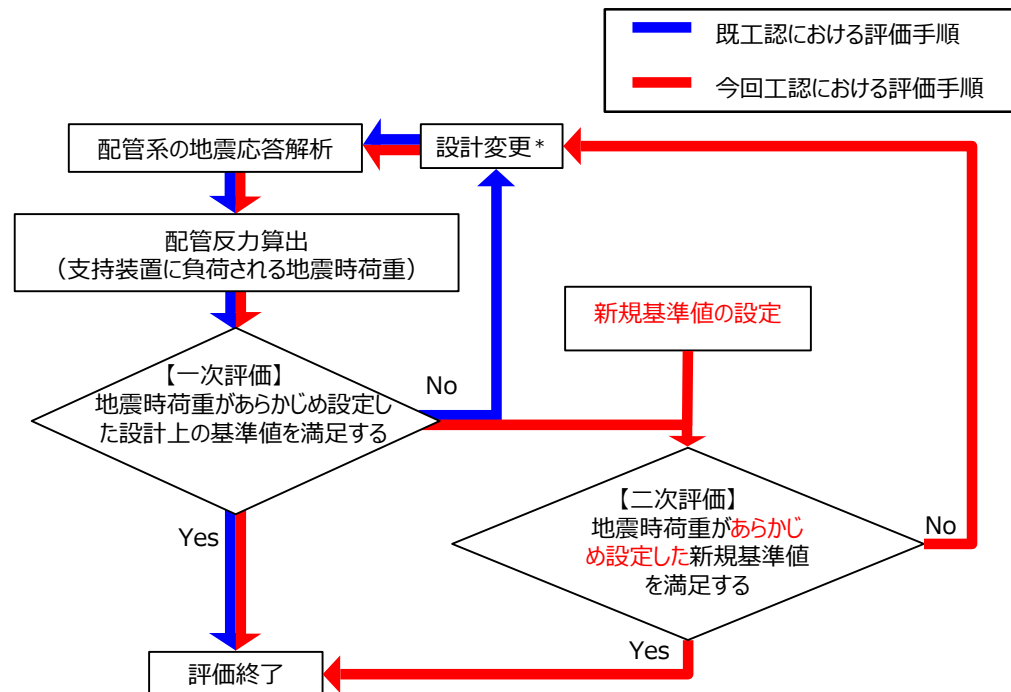 既工認における評価手順
今回工認における評価手順
配管系の地震応答解析
設計変更*
配管反力算出
（支持装置に負荷される地震時荷重）
新規基準値の設定
【一次評価】
地震時荷重があらかじめ設定し
た設計上の基準値を満足する
No
【二次評価】
地震時荷重があらかじ
め設定した新規基準値
を満足する
No
Yes
Yes
評価終了